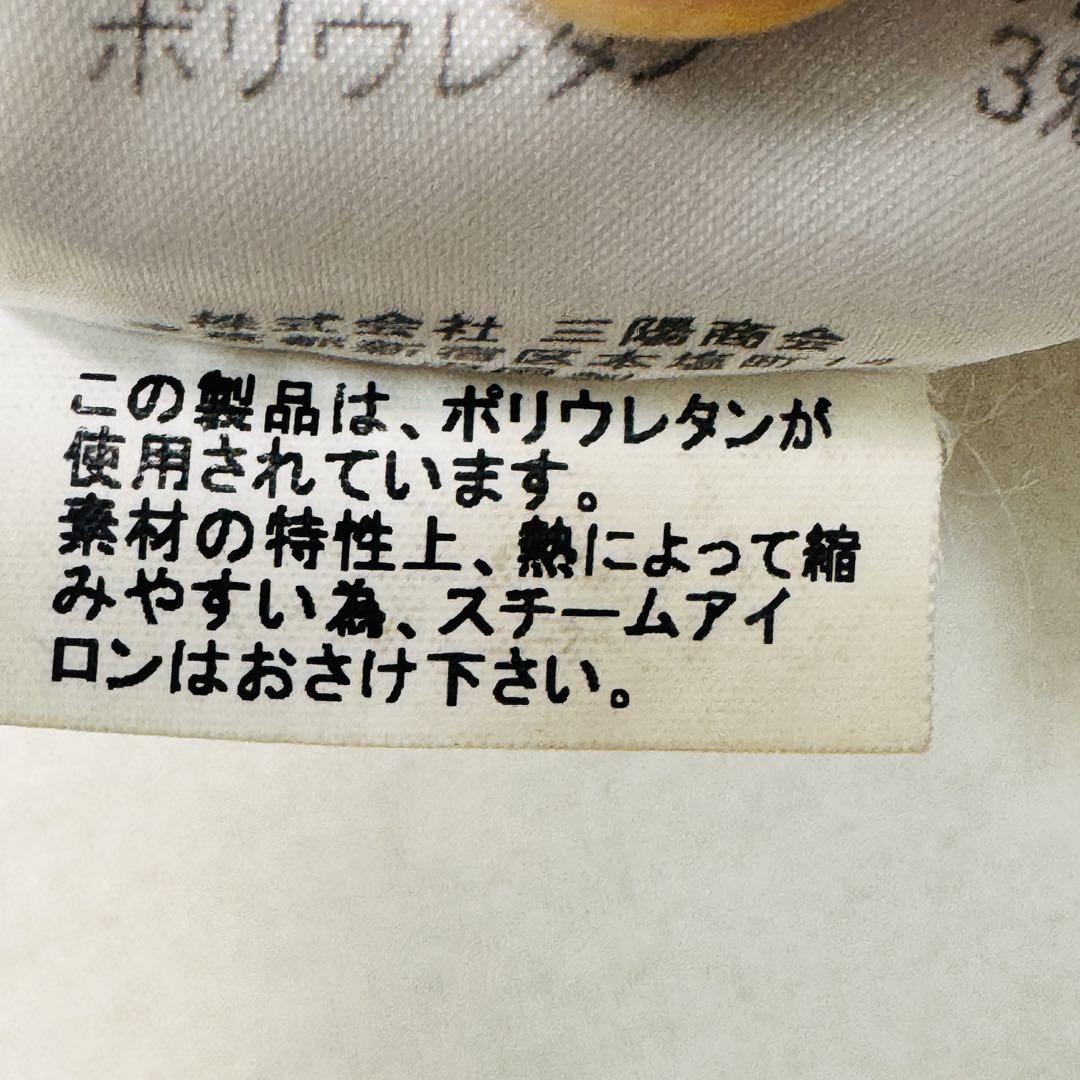 ポリウレタン 3%
株式会社 三陽商会
この製品は、ポリウレタンが
使用されています。
素材の特性上、熱によって縮
みやすい為、スチームアイ
ロンはおさけ下さい。